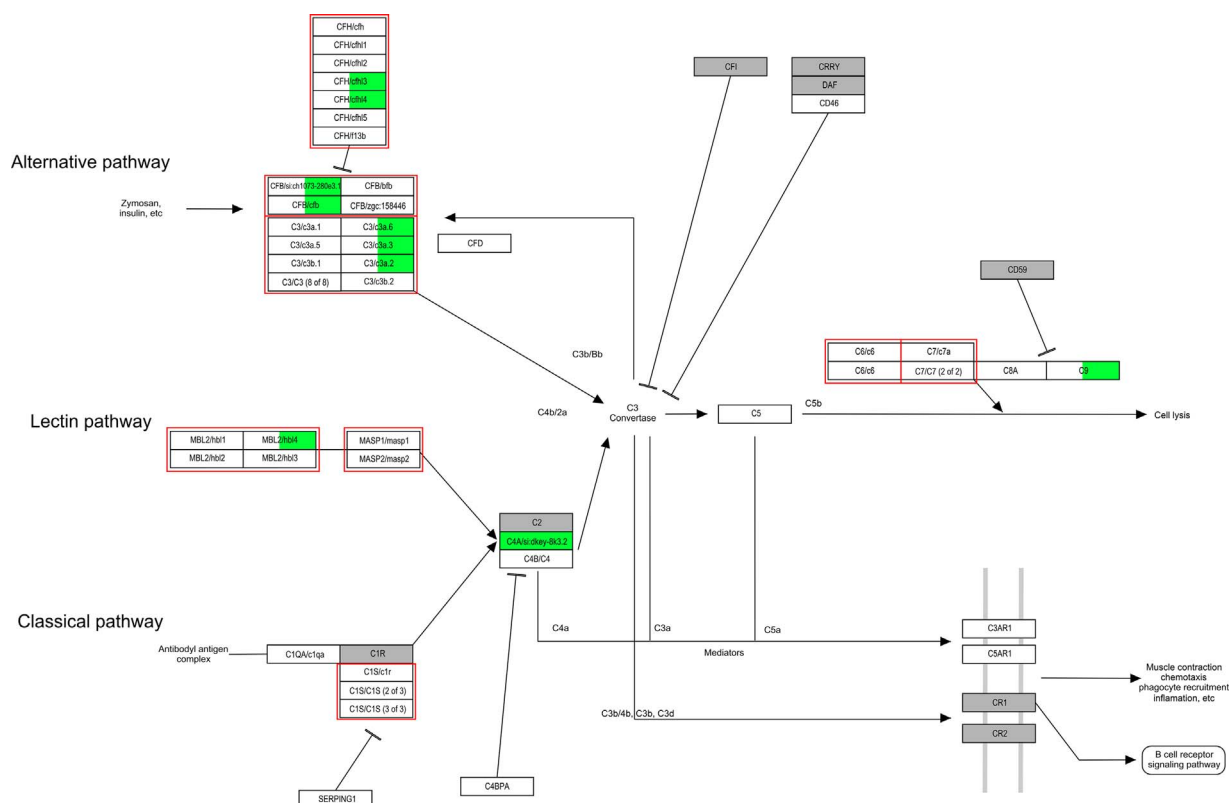 CFH/cfh
CFH/cfhl1
CFH/cfhl2
CFH/cfhl3
CFH/cfhl4
CFH/cfhl5
CFH/f13b
CFI
CRRY
DAF
CD46
Alternative pathway
CFB/si:ch1073-280e3.1
CFB/bfb
CFB/cfb
CFB/zgc:158446
Zymosan,
insulin, etc
C3/c3a.1
C3/c3a.6
C3/c3a.5
C3/c3a.3
C3/c3b.1
C3/c3a.2
C3/C3 (8 of 8)
C3/c3b.2
CFD
CD59
C3b/Bb
C6/c6
C7/c7a
C6/c6
C7/C7 (2 of 2)
C8A
C9
C4b/2a
C3
Convertase
C5
C5b
Cell lysis
Lectin pathway
MBL2/hbl1
MBL2/hbl4
MBL2/hbl2
MBL2/hbl3
MASP1/masp1
MASP2/masp2
C2
C4A/si:dkey-8k3.2
C4B/C4
Classical pathway
Antibodyl antigen
complex
C1QA/c1qa
C1R
C1S/c1r
C1S/C1S (2 of 3)
C1S/C1S (3 of 3)
C4a
C3a
C5a
Mediators
C3AR1
C5AR1
Muscle contraction
chemotaxis
phagocyte recruitment
inflamation, etc
C3b/4b, C3b, C3d
CR1
CR2
B cell receptor
signaling pathway
C4BPA
SERPING1